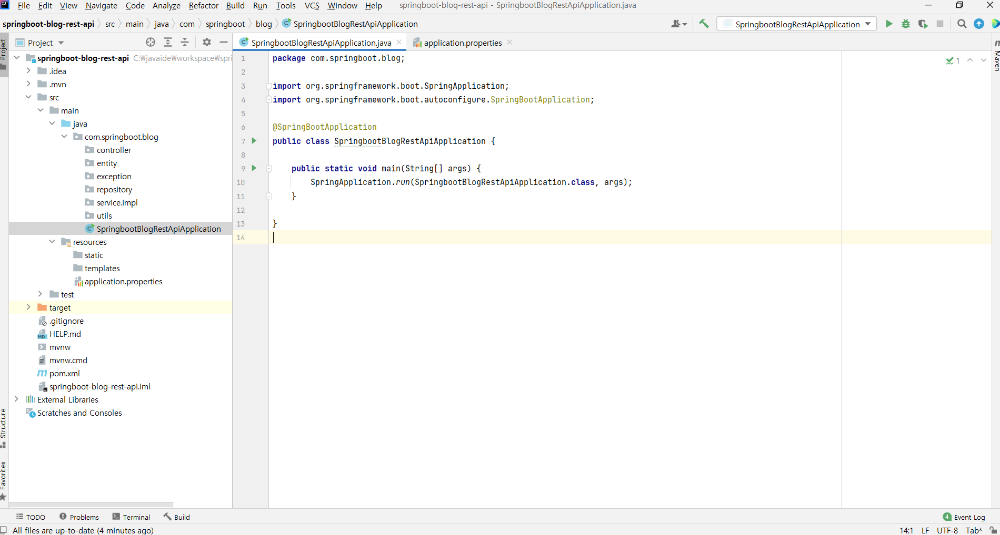 File Edit View Navigate Code Analyze Refactor Build Run Tools VCS Window Help springboot-blog-rest-api - SpringbootBlogRestApiApplication.java
springboot-blog-rest-api src main java com springboot blog SpringbootBlogRestApiApplication SpringbootBlogRestApiApplication
Project
Project
SpringbootBlogRestApiApplication.java application.properties
springboot-blog-rest-api C:₩javaide₩workspace₩spri
.idea
.mvn
src
main
java
com.springboot.blog
controller
entity
exception
repository
service.impl
utils
SpringbootBlogRestApiApplication
resources
static
templates
application.properties
test
target
.gitignore
HELP.md
mvnw
mvnw.cmd
pom.xml
springboot-blog-rest-api.iml
External Libraries
Scratches and Consoles
Structure
Favorites
1 package com.springboot.blog;
2
3 import org.springframework.boot.SpringApplication;
4 import org.springframework.boot.autoconfigure.SpringBootApplication;
5
6 @SpringBootApplication
7 public class SpringbootBlogRestApiApplication {
8
9 public static void main(String[] args) {
10 SpringApplication.run(SpringbootBlogRestApiApplication.class, args);
11 }
12
13 }
14
1
Maven
TODO Problems Terminal Build
4 Event Log
All files are up-to-date (4 minutes ago)
14:1 LF UTF-8 Tab*